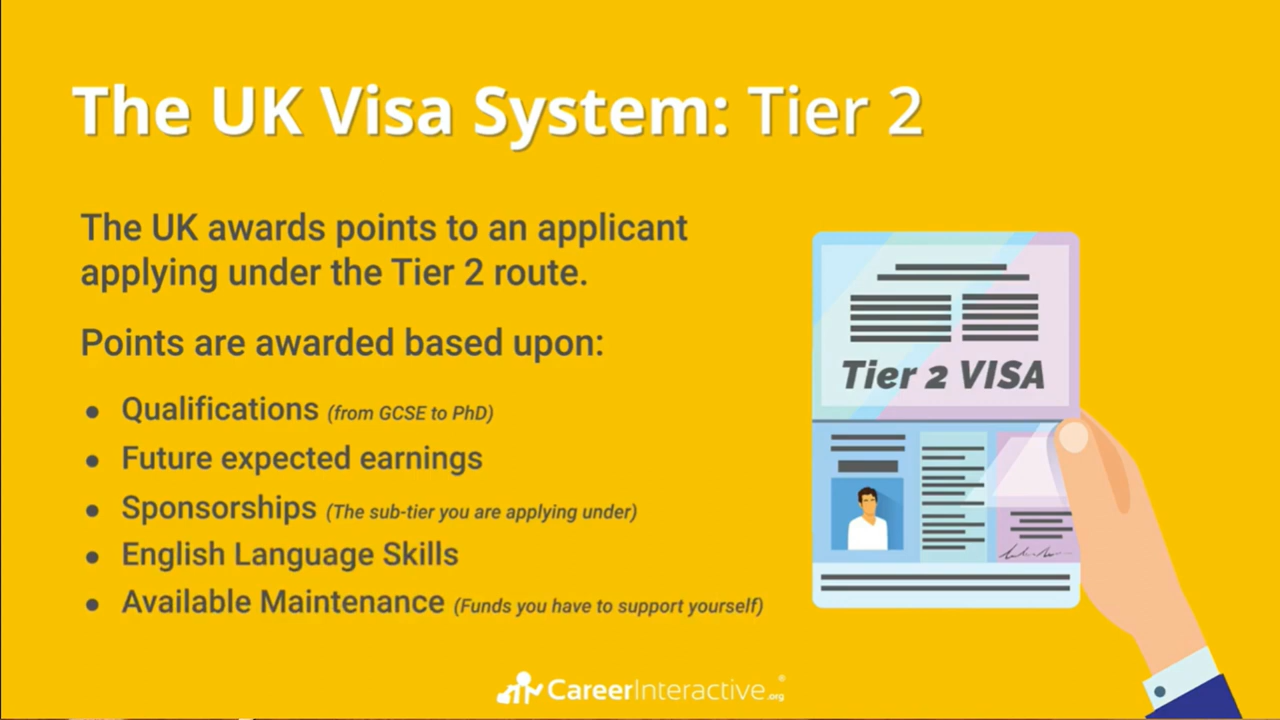 The UK Visa System: Tier 2
The UK awards points to an applicant
applying under the Tier 2 route.
Points are awarded based upon:
• Qualifications (from GCSE to PhD)
• Future expected earnings
• Sponsorships (The sub-tier you are applying under)
• English Language Skills
• Available Maintenance (Funds you have to support yourself)
Tier 2 VISA
CareerInteractive.org®